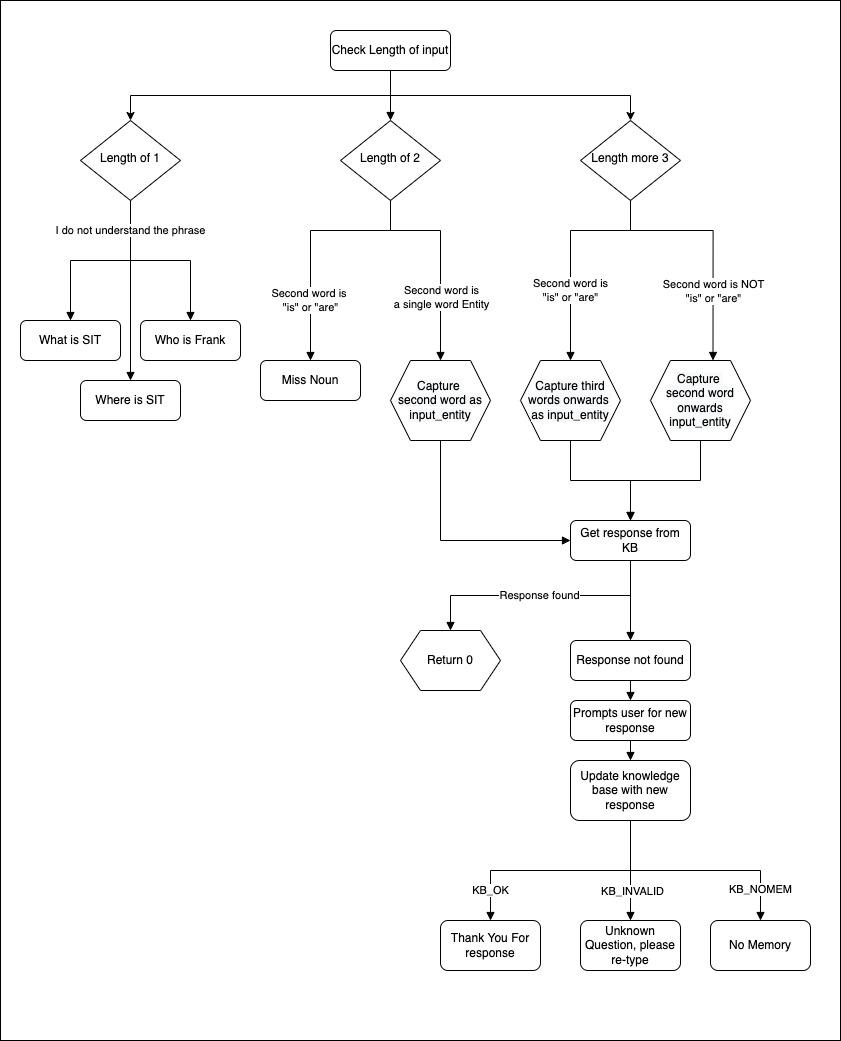 Check Length of input
Length of 1
Length of 2
Length more 3
I do not understand the phrase
Second word is
"is" or "are"
Second word is
a single word Entity
Second word is
"is" or "are"
Second word is NOT
"is" or "are"
What is SIT
Who is Frank
Where is SIT
Miss Noun
Capture
second word as
input_entity
Capture third
words onwards
as input_entity
Capture
second word
onwards
input_entity
Get response from
KB
Response found
Return 0
Response not found
Prompts user for new
response
Update knowledge
base with new
response
KB_OK
KB_INVALID
KB_NOMEM
Thank You For
response
Unknown
Question, please
re-type
No Memory